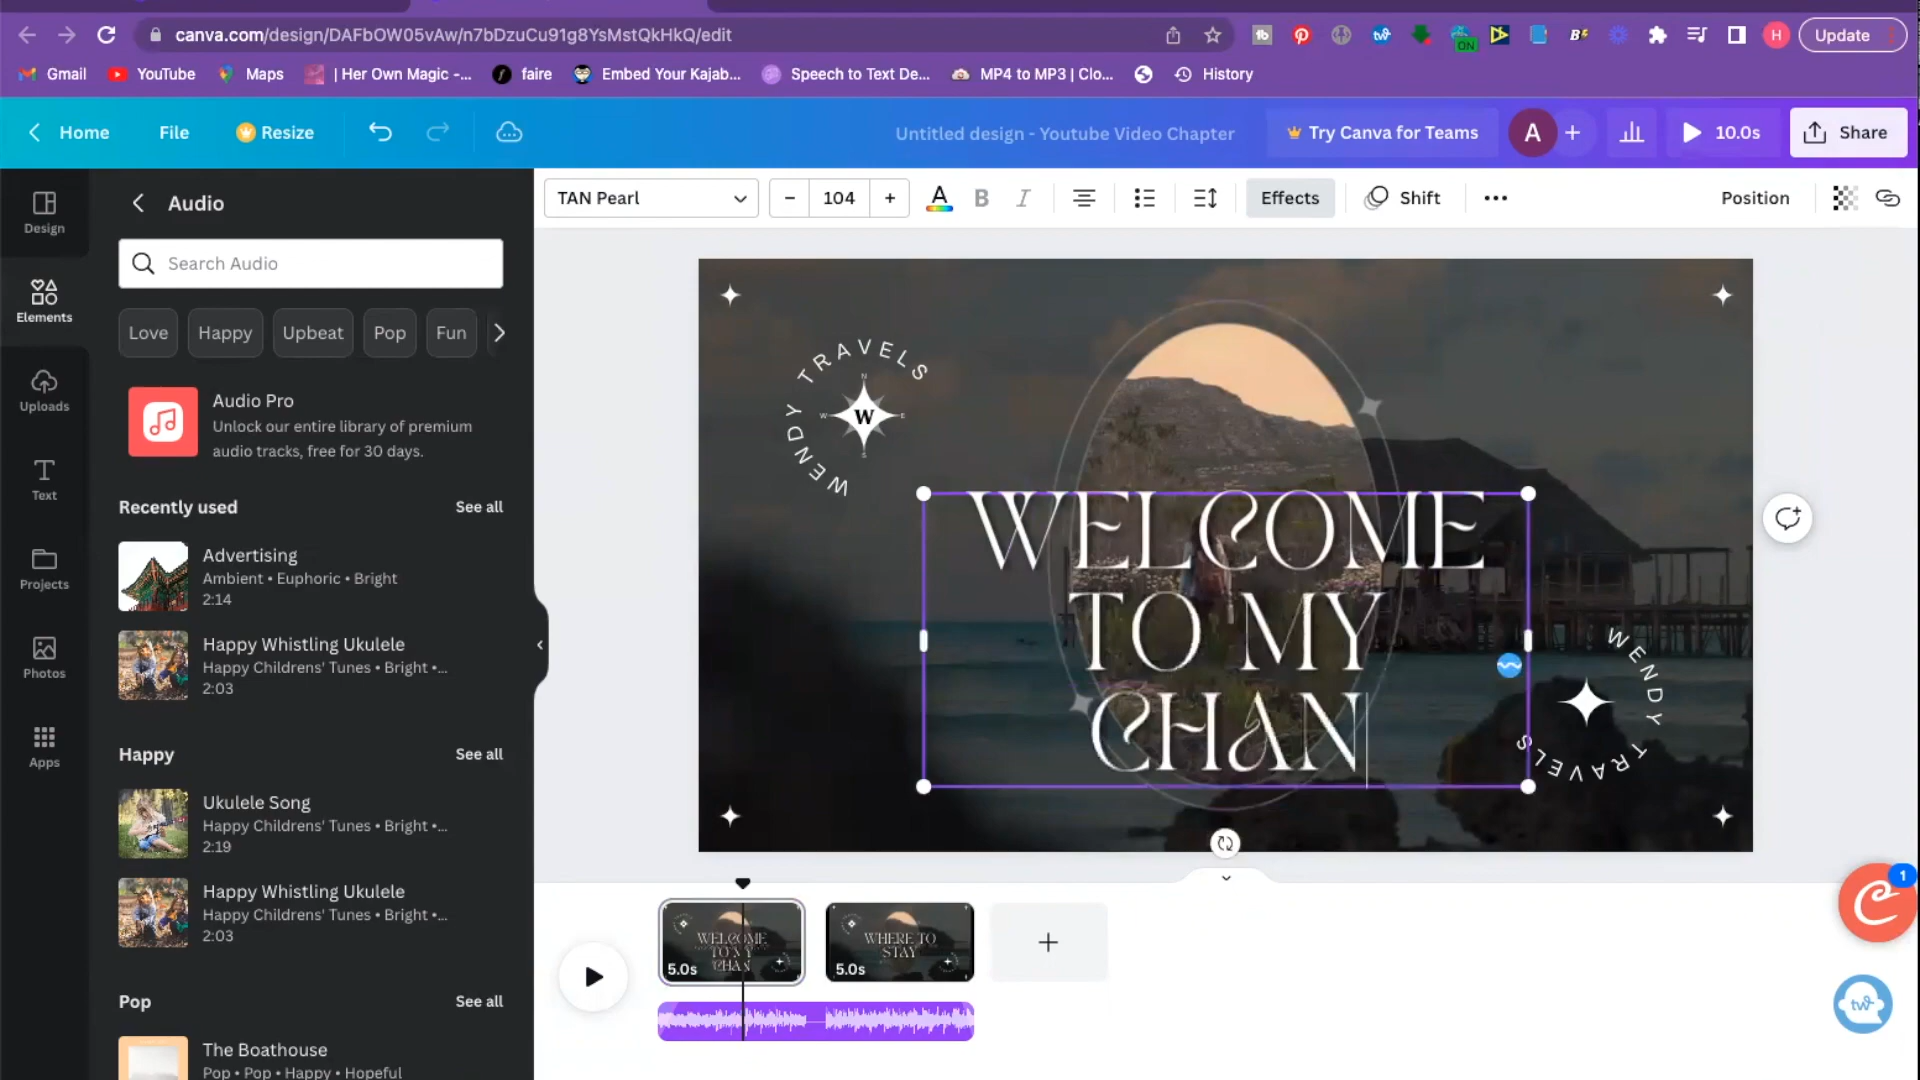 canva.com/design/DAFbOW05vAw/n7bDzuCu91g8YsMstQkHkQ/edit
Update
Gmail
YouTube
Maps
| Her Own Magic -...
faire
Embed Your Kajab...
Speech to Text De...
MP4 to MP3 | Clo...
History
Home
File
Resize
Untitled design - Youtube Video Chapter
Try Canva for Teams
A
10.0s
Share
Design
Elements
Uploads
Text
Projects
Photos
Apps
Audio
Search Audio
Love
Happy
Upbeat
Pop
Fun
Audio Pro
Unlock our entire library of premium
audio tracks, free for 30 days.
Recently used
See all
Advertising
Ambient • Euphoric • Bright
2:14
Happy Whistling Ukulele
Happy Childrens' Tunes • Bright •...
2:03
Happy
See all
Ukulele Song
Happy Childrens' Tunes • Bright •...
2:19
Happy Whistling Ukulele
Happy Childrens' Tunes • Bright •...
2:03
Pop
See all
The Boathouse
Pop • Pop • Happy • Hopeful
TAN Pearl
104
A
B
I
Effects
Shift
Position
WENDY TRAVELS
N
W
W
E
S
WELCOME
TO MY
CHAN
WENDY TRAVELS
WELCOME
TO MY
CHAN
5.0s
WHERE TO
STAY
5.0s
1
tw
H
ON